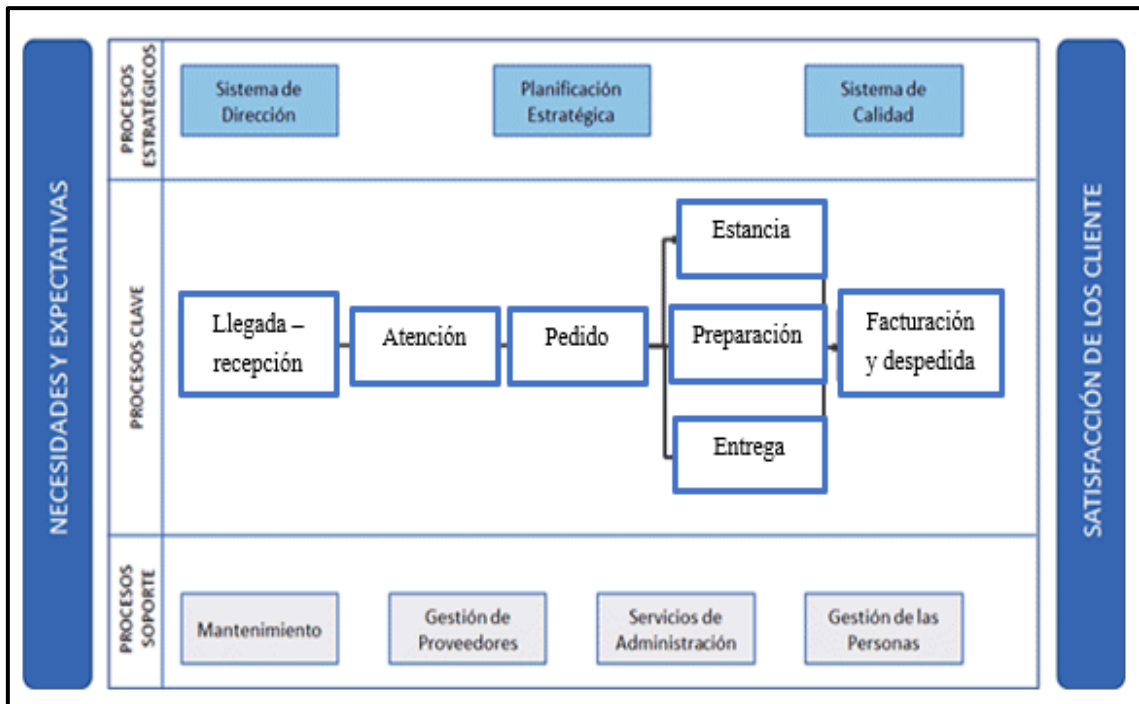 NECESIDADES Y EXPECTATIVAS
PROCESOS
ESTRATÉGICOS
Sistema de
Dirección
Planificación
Estratégica
Sistema de
Calidad
PROCESOS CLAVE
Llegada –
recepción
Atención
Pedido
Estancia
Preparación
Entrega
Facturación
y despedida
PROCESOS
SOPORTE
Mantenimiento
Gestión de
Proveedores
Servicios de
Administración
Gestión de las
Personas
SATISFACCIÓN DE LOS CLIENTE